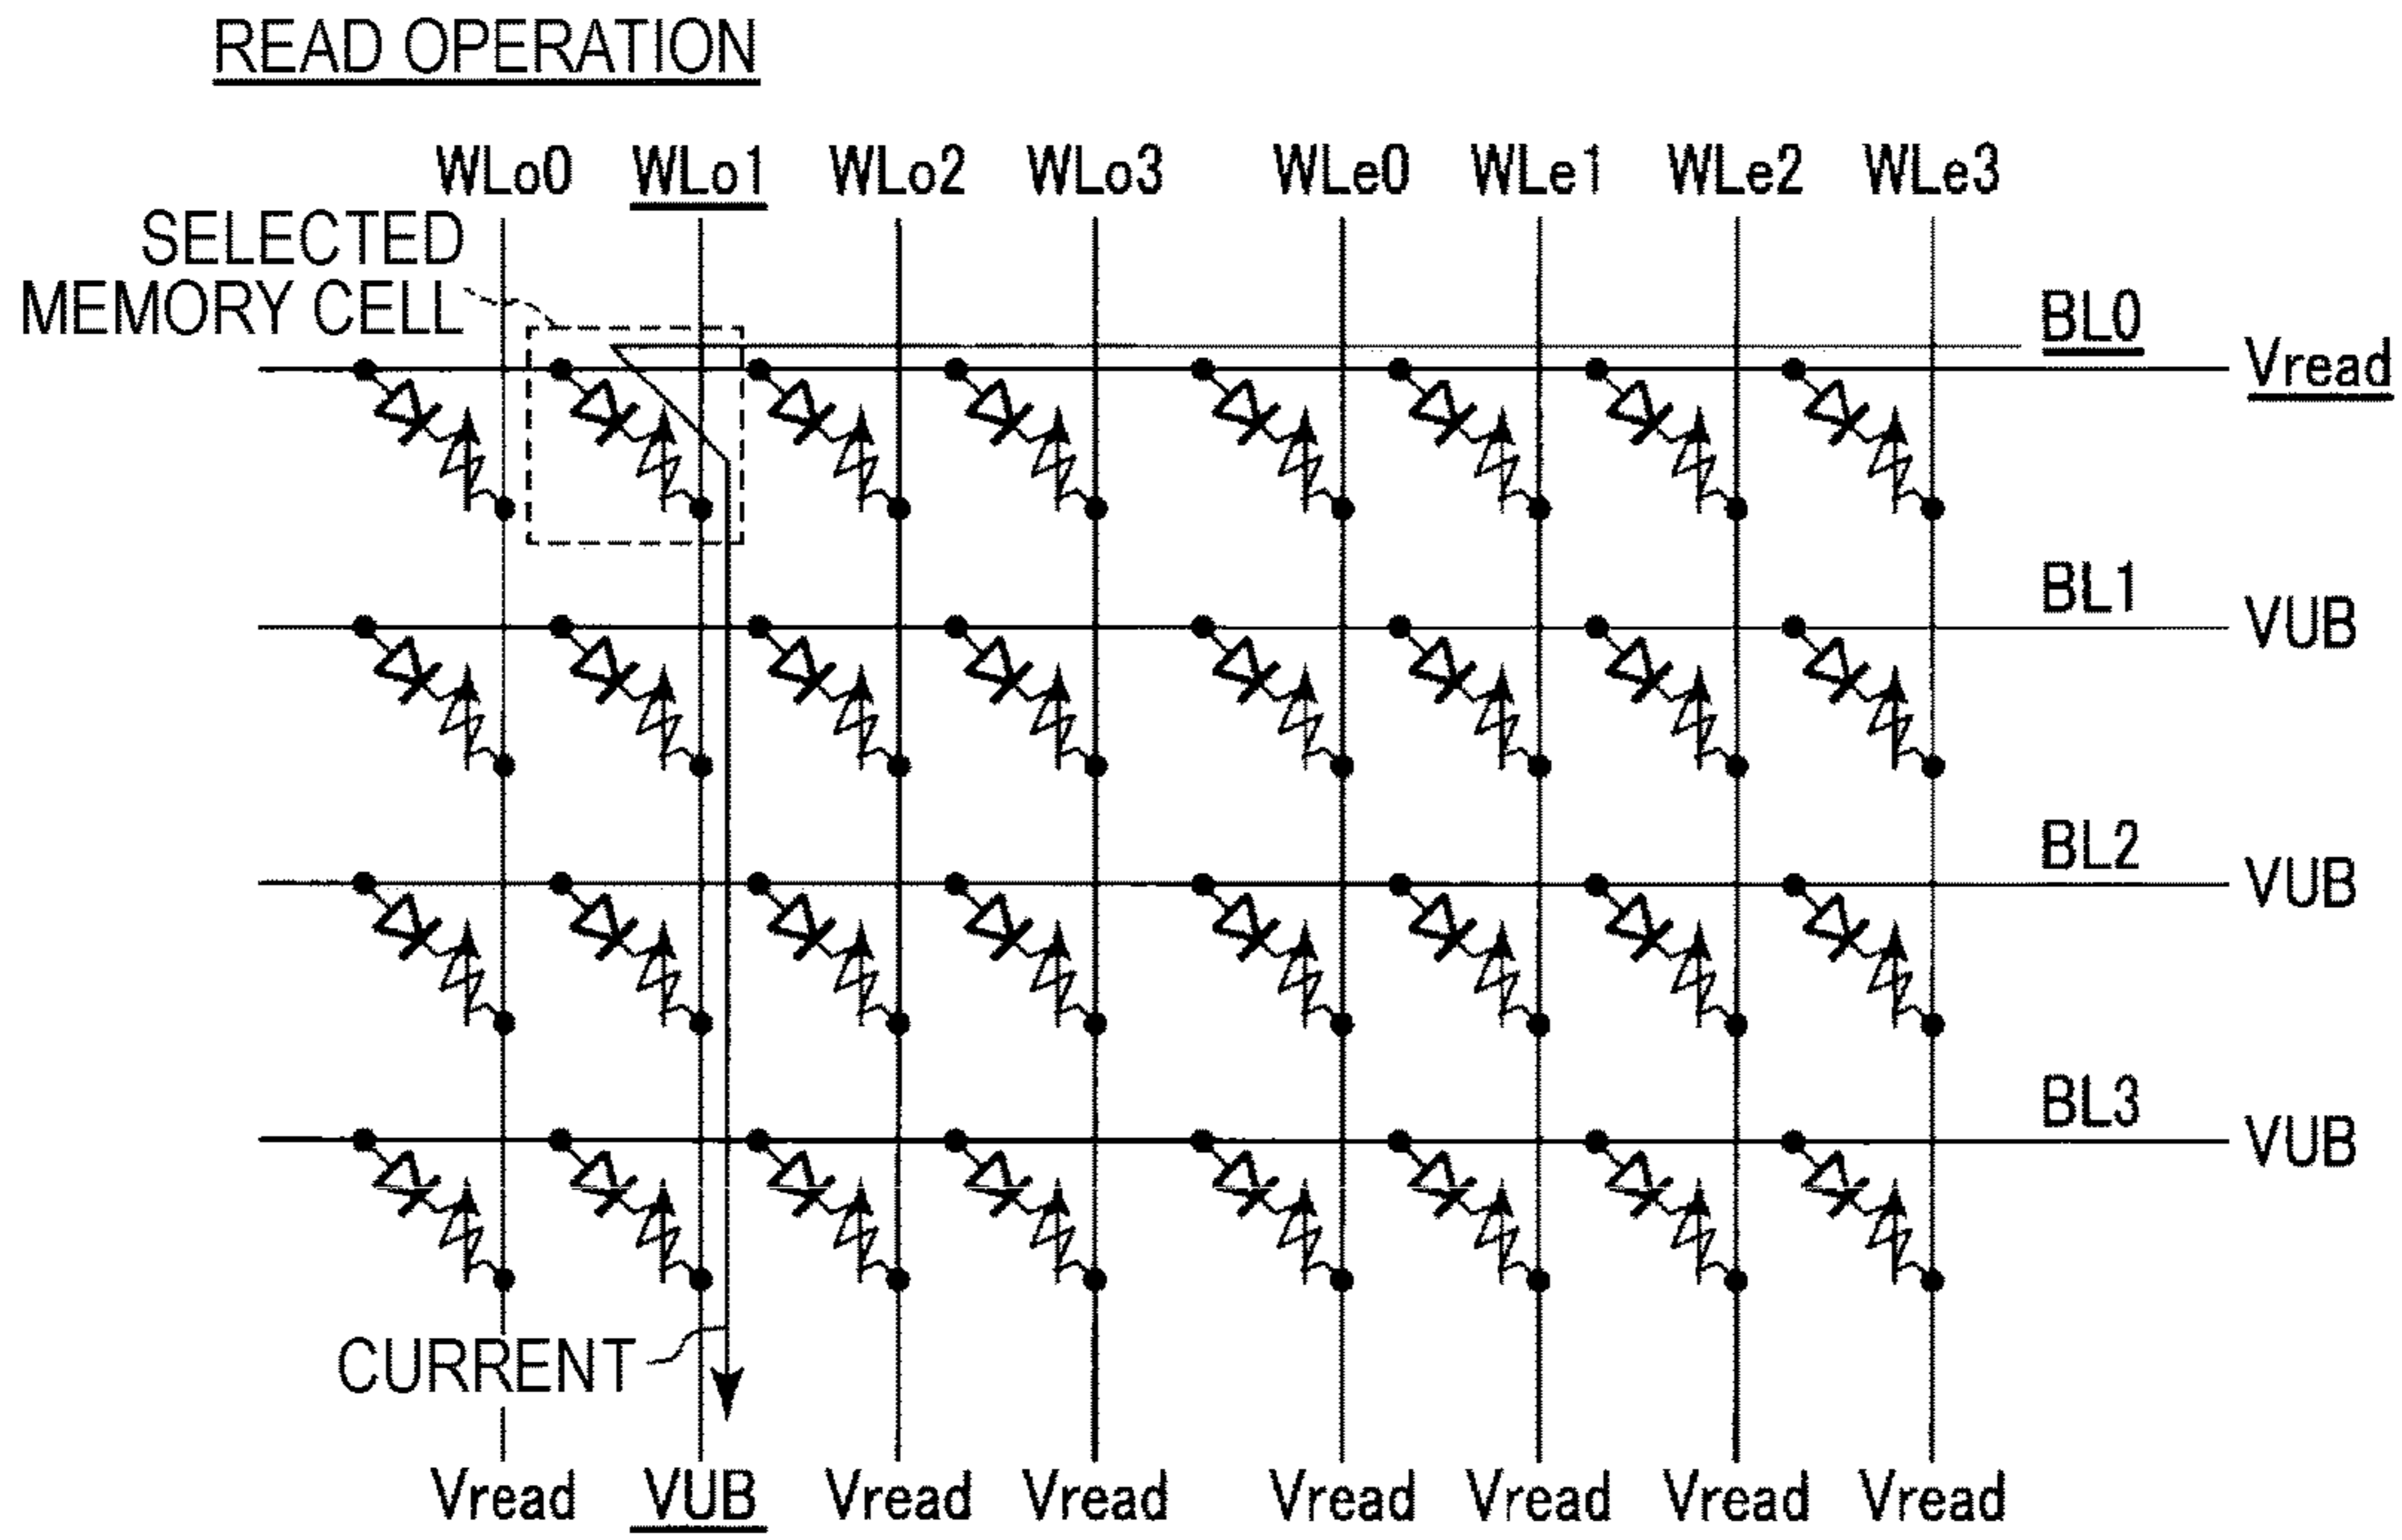 READ OPERATION
WLo0 WLo1 WLo2 WLo3 WLe0 WLe1 WLe2 WLe3
SELECTED
MEMORY CELL
BL0
Vread
BL1
VUB
BL2
VUB
BL3
VUB
CURRENT
Vread VUB Vread Vread Vread Vread Vread Vread